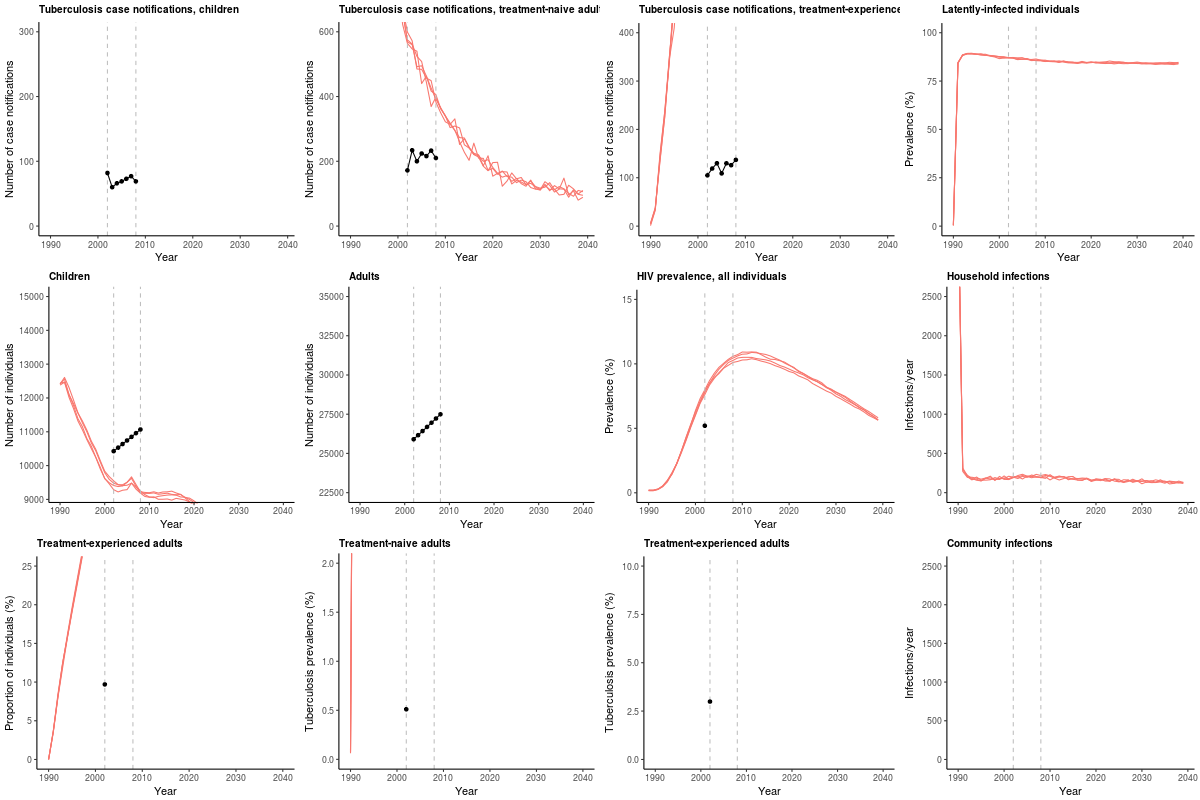 Tuberculosis case notifications, children
Number of case notifications
300
200
100
0
1990 2000 2010 2020 2030 2040
Year
Tuberculosis case notifications, treatment-naive adul
Number of case notifications
600
400
200
0
1990 2000 2010 2020 2030 2040
Year
Tuberculosis case notifications, treatment-experience
Number of case notifications
400
300
200
100
0
1990 2000 2010 2020 2030 2040
Year
Latently-infected individuals
Prevalence (%)
100
75
50
25
0
1990 2000 2010 2020 2030 2040
Year
Children
Number of individuals
15000
14000
13000
12000
11000
10000
9000
1990 2000 2010 2020 2030 2040
Year
Adults
Number of individuals
35000
32500
30000
27500
25000
22500
1990 2000 2010 2020 2030 2040
Year
HIV prevalence, all individuals
Prevalence (%)
15
10
5
0
1990 2000 2010 2020 2030 2040
Year
Household infections
Infections/year
2500
2000
1500
1000
500
0
1990 2000 2010 2020 2030 2040
Year
Treatment-experienced adults
Proportion of individuals (%)
25
20
15
10
5
0
1990 2000 2010 2020 2030 2040
Year
Treatment-naive adults
Tuberculosis prevalence (%)
2.0
1.5
1.0
0.5
0.0
1990 2000 2010 2020 2030 2040
Year
Treatment-experienced adults
Tuberculosis prevalence (%)
10.0
7.5
5.0
2.5
0.0
1990 2000 2010 2020 2030 2040
Year
Community infections
Infections/year
2500
2000
1500
1000
500
0
1990 2000 2010 2020 2030 2040
Year